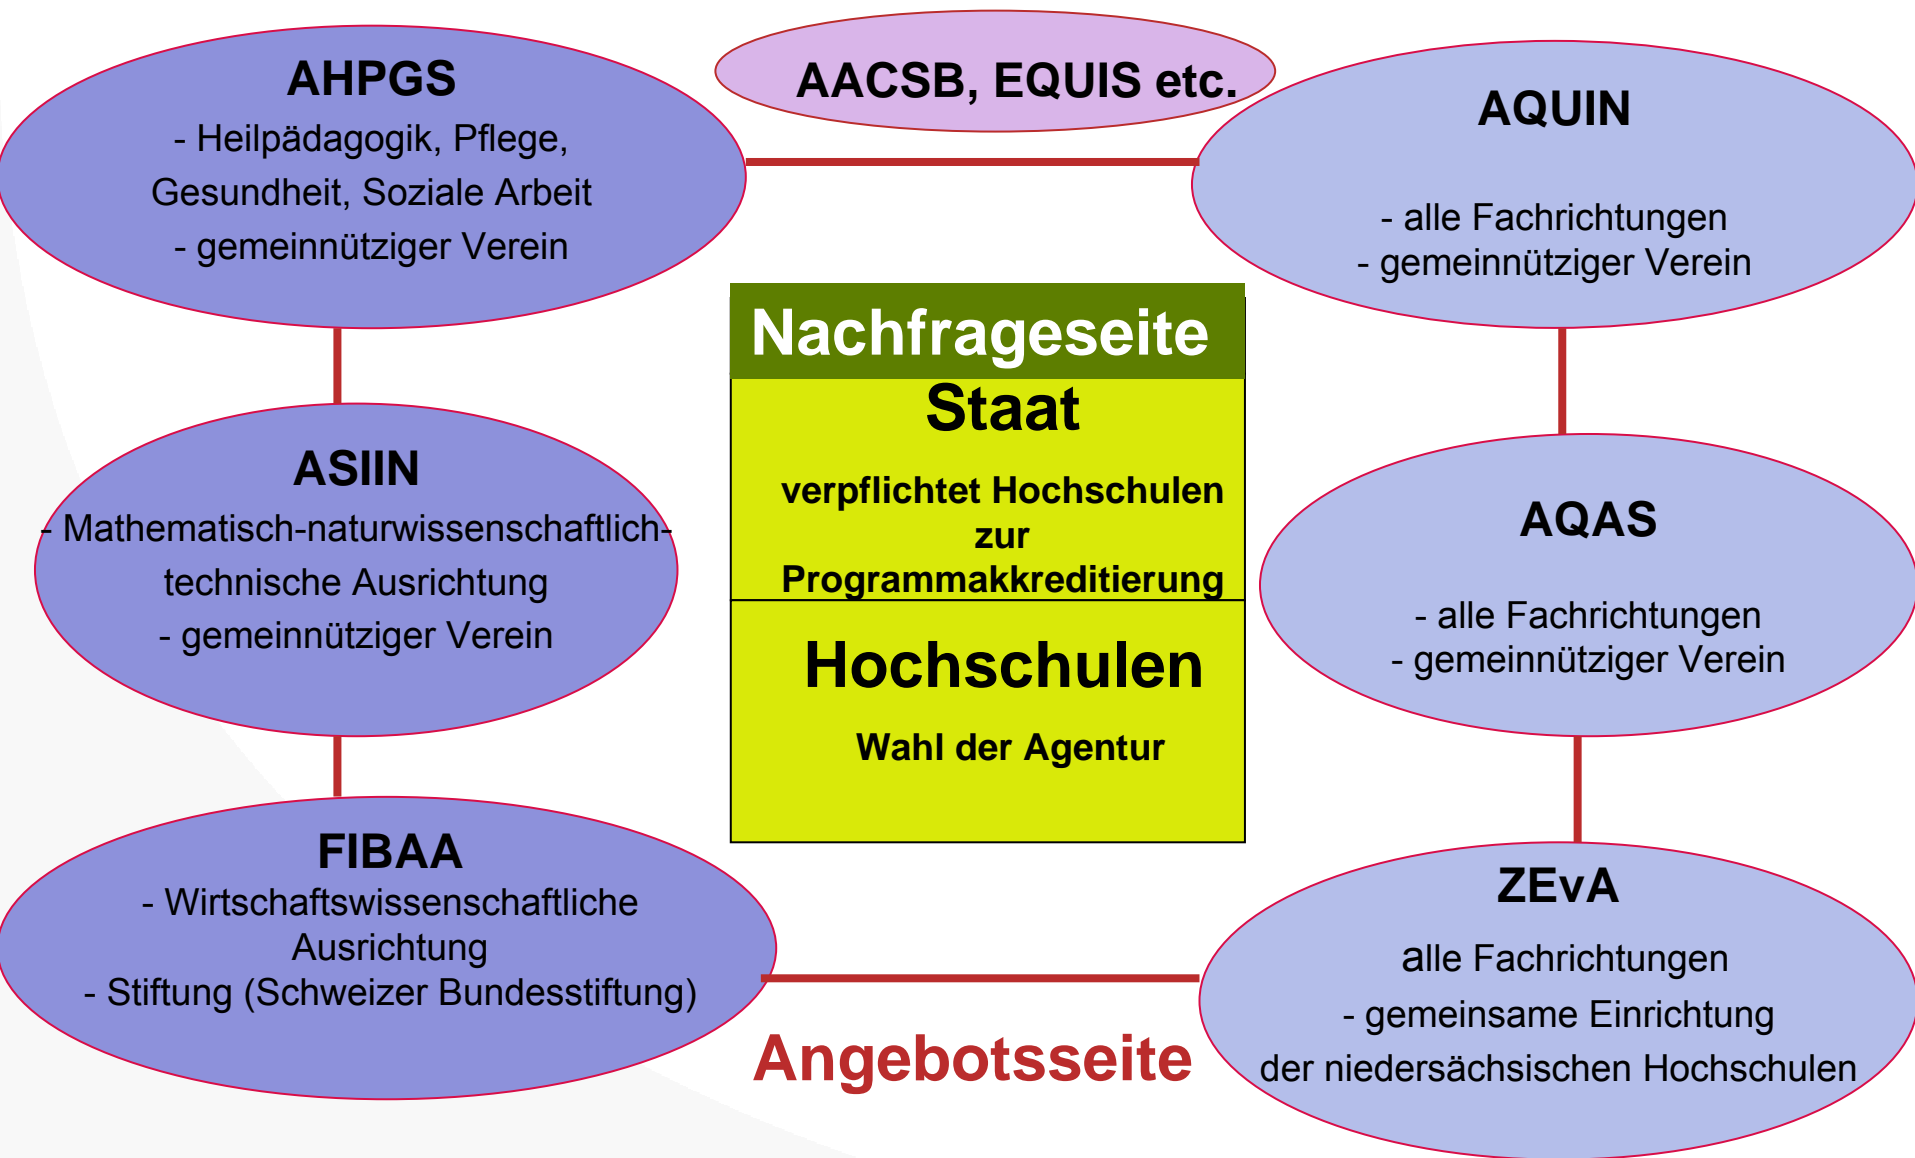 AHPGS
- Heilpädagogik, Pflege,
Gesundheit, Soziale Arbeit
- gemeinnütziger Verein
AACSB, EQUIS etc.
AQUIN
- alle Fachrichtungen
- gemeinnütziger Verein
Nachfrageseite
Staat
verpflichtet Hochschulen
zur
Programmakkreditierung
Hochschulen
Wahl der Agentur
ASIIN
- Mathematisch-naturwissenschaftlich-
technische Ausrichtung
- gemeinnütziger Verein
AQAS
- alle Fachrichtungen
- gemeinnütziger Verein
FIBAA
- Wirtschaftswissenschaftliche
Ausrichtung
- Stiftung (Schweizer Bundesstiftung)
Angebotsseite
ZEvA
alle Fachrichtungen
- gemeinsame Einrichtung
der niedersächsischen Hochschulen